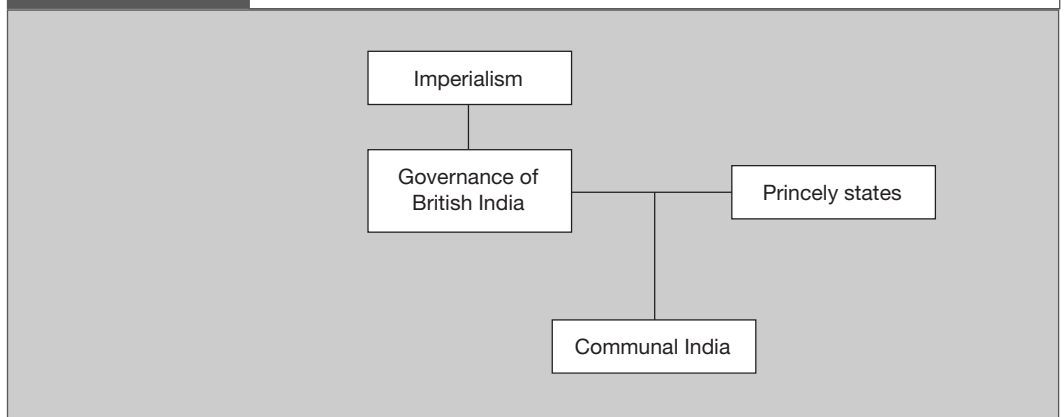 Imperialism
Governance of
British India
Princely states
Communal India